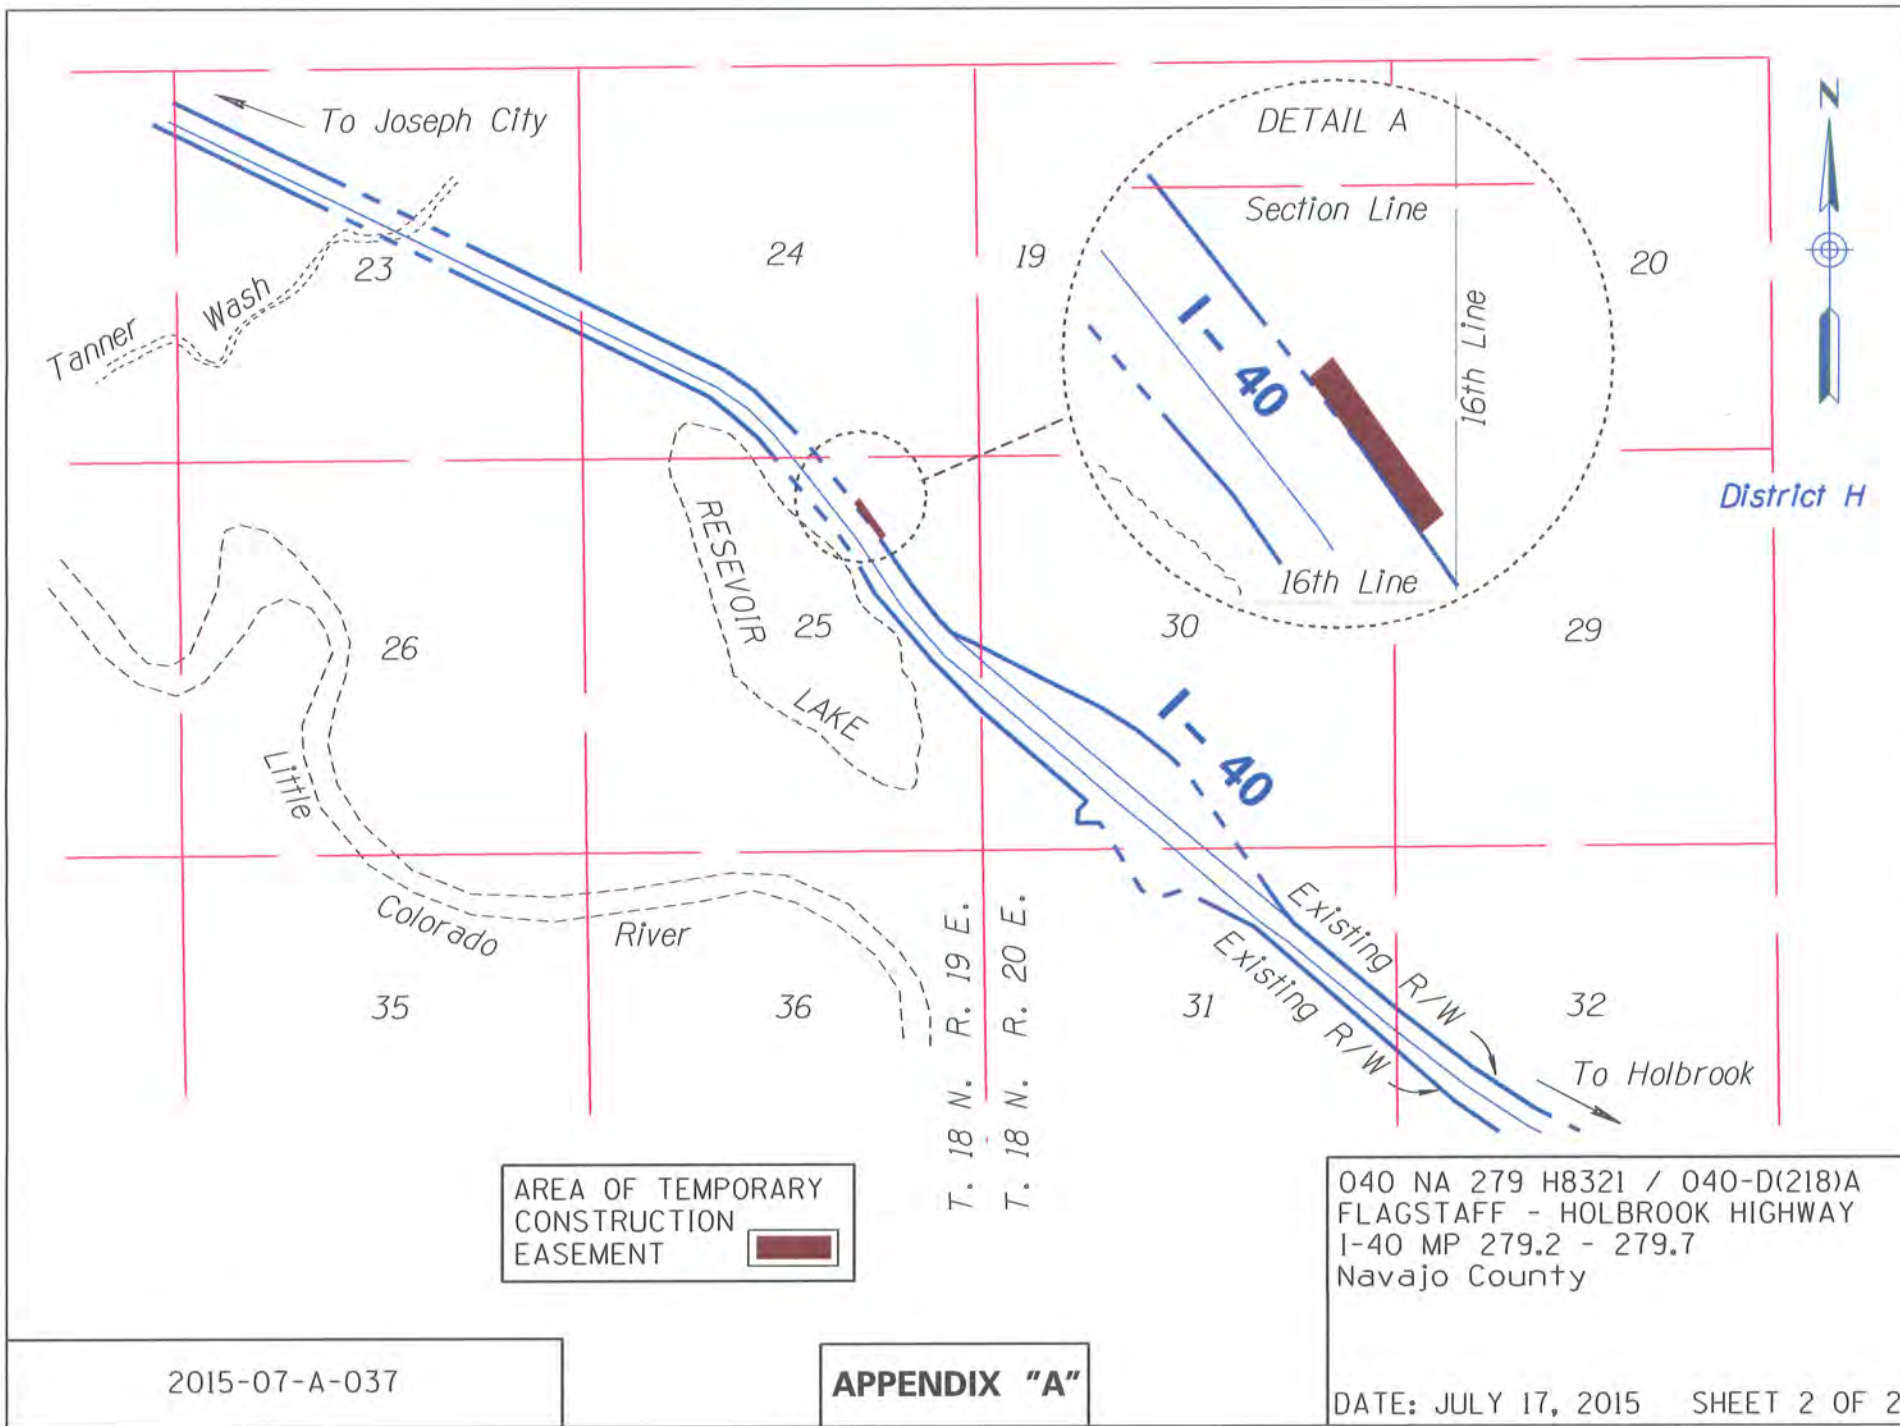 To Joseph City
DETAIL A
N
Section Line
24
19
20
23
Tanner Wash
I-40
16th Line
District H
RESEVOIR
LAKE
16th Line
25
30
29
26
I-40
Little
Colorado
River
Existing R/W
Existing R/W
35
36
31
32
T. 18 N. R. 19 E.
T. 18 N. R. 20 E.
To Holbrook
AREA OF TEMPORARY
CONSTRUCTION
EASEMENT
040 NA 279 H8321 / 040-D(218)A
FLAGSTAFF - HOLBROOK HIGHWAY
I-40 MP 279.2 - 279.7
Navajo County
2015-07-A-037
APPENDIX "A"
DATE: JULY 17, 2015 SHEET 2 OF 2